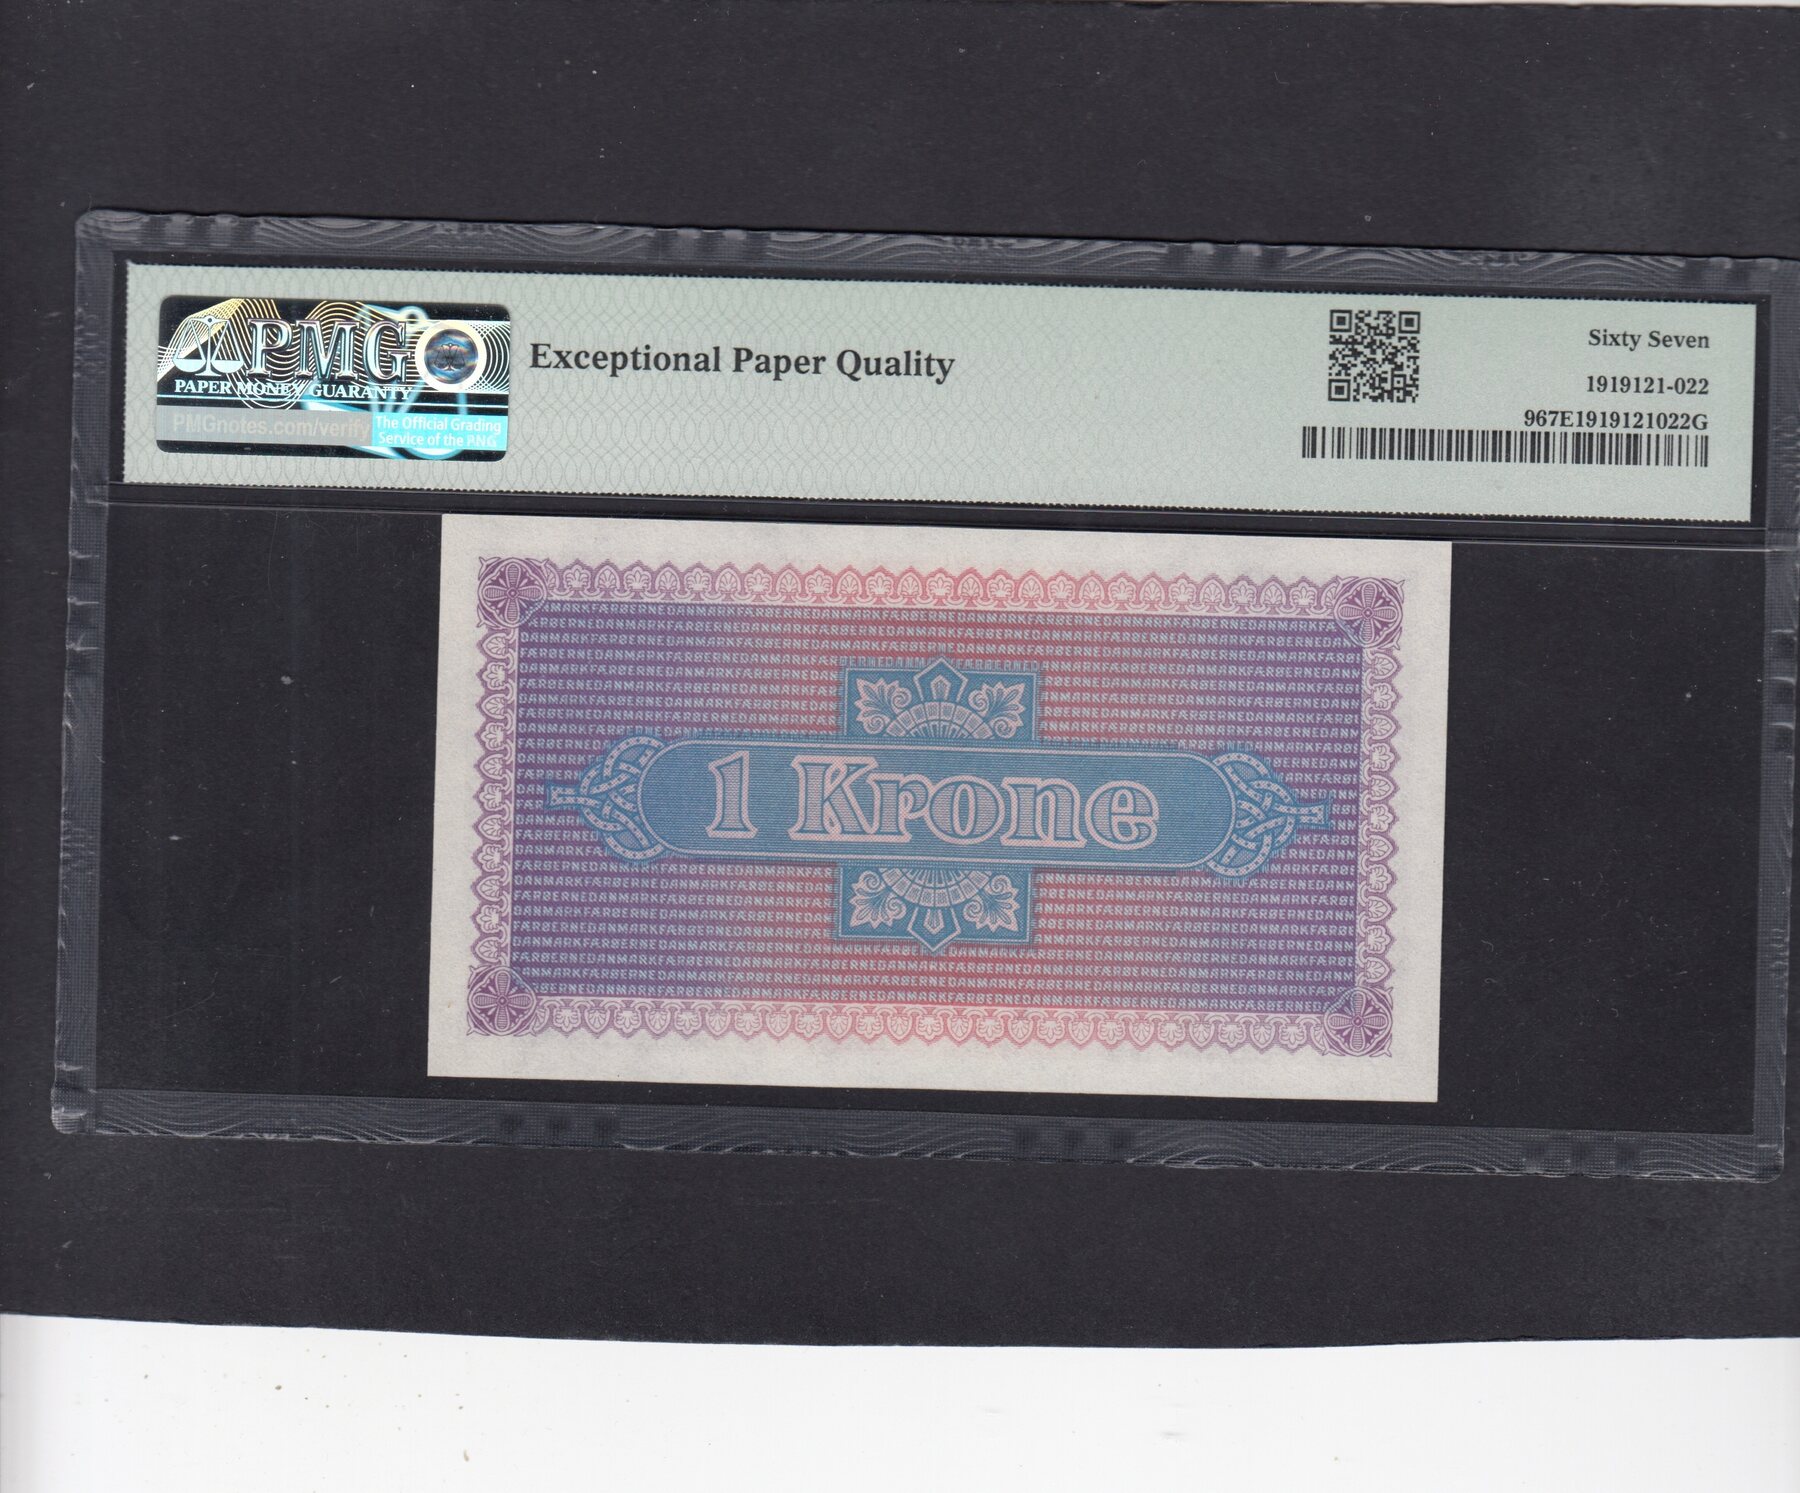 PMG
PAPER MONEY GUARANTY
PMGnotes.com/verify
The Official Grading
Service of the PNG
Exceptional Paper Quality
Sixty Seven
1919121-022
967E1919121022G
1 Krone